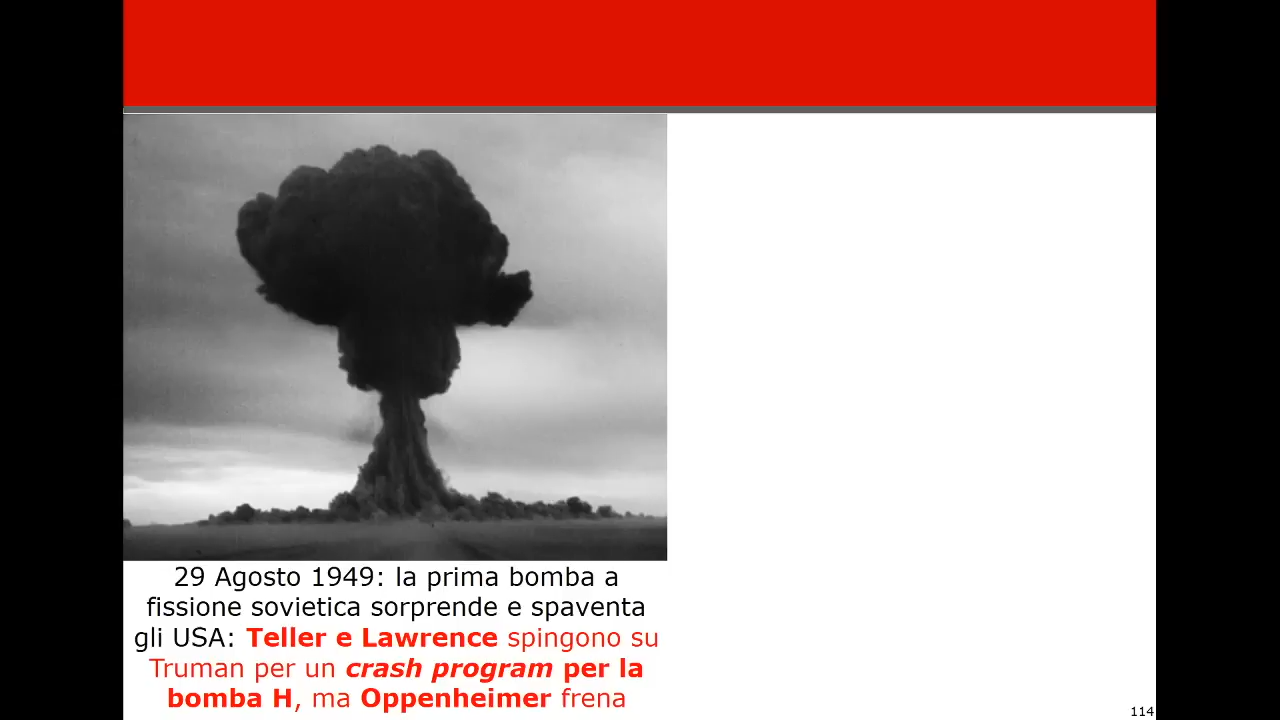 29 Agosto 1949: la prima bomba a
fissione sovietica sorprende e spaventa
gli USA: Teller e Lawrence spingono su
Truman per un crash program per la
bomba H, ma Oppenheimer frena
114